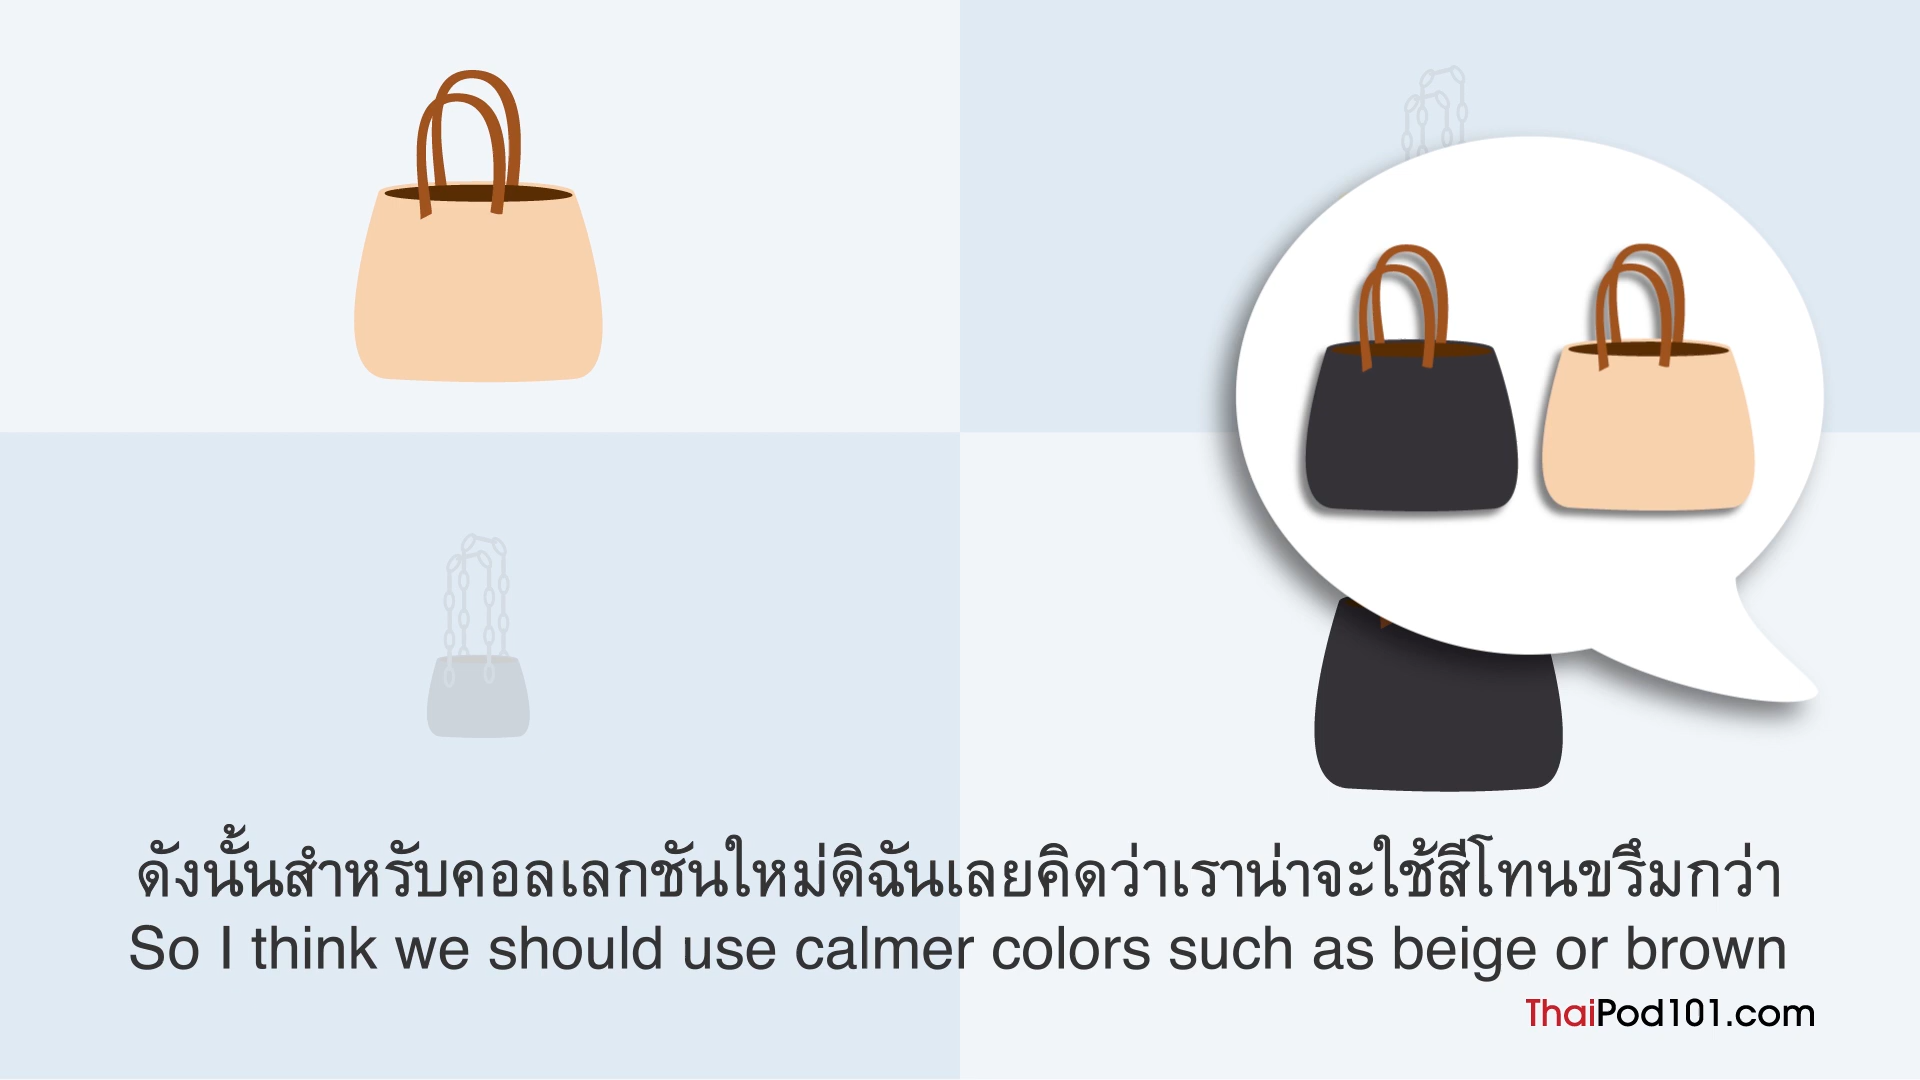 ดังนั้นสำหรับคอลเลกชันใหม่ดิฉันเลยคิดว่าเราน่าจะใช้สีโทนขรึมกว่า
So I think we should use calmer colors such as beige or brown
ThaiPod101.com